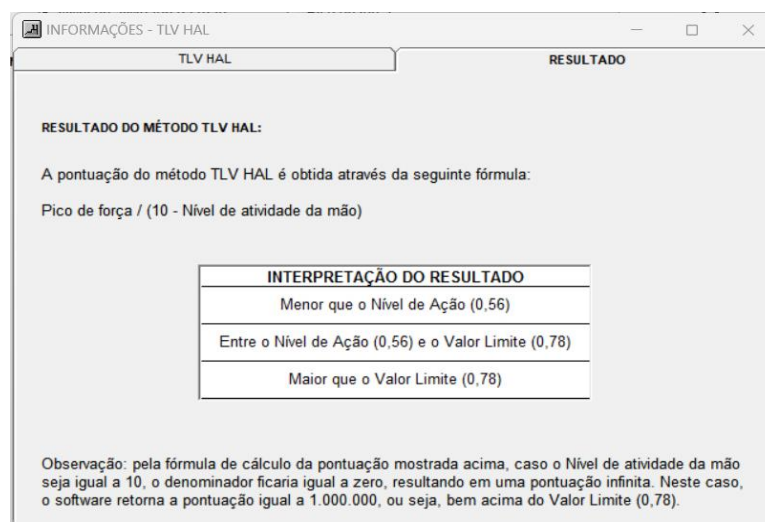 INFORMAÇÕES - TLV HAL
TLV HAL
RESULTADO
RESULTADO DO MÉTODO TLV HAL:
A pontuação do método TLV HAL é obtida através da seguinte fórmula:
Pico de força / (10 - Nível de atividade da mão)
INTERPRETAÇÃO DO RESULTADO
Menor que o Nível de Ação (0,56)
Entre o Nível de Ação (0,56) e o Valor Limite (0,78)
Maior que o Valor Limite (0,78)
Observação: pela fórmula de cálculo da pontuação mostrada acima, caso o Nível de atividade da mão
seja igual a 10, o denominador ficaria igual a zero, resultando em uma pontuação infinita. Neste caso,
o software retorna a pontuação igual a 1.000.000, ou seja, bem acima do Valor Limite (0,78).